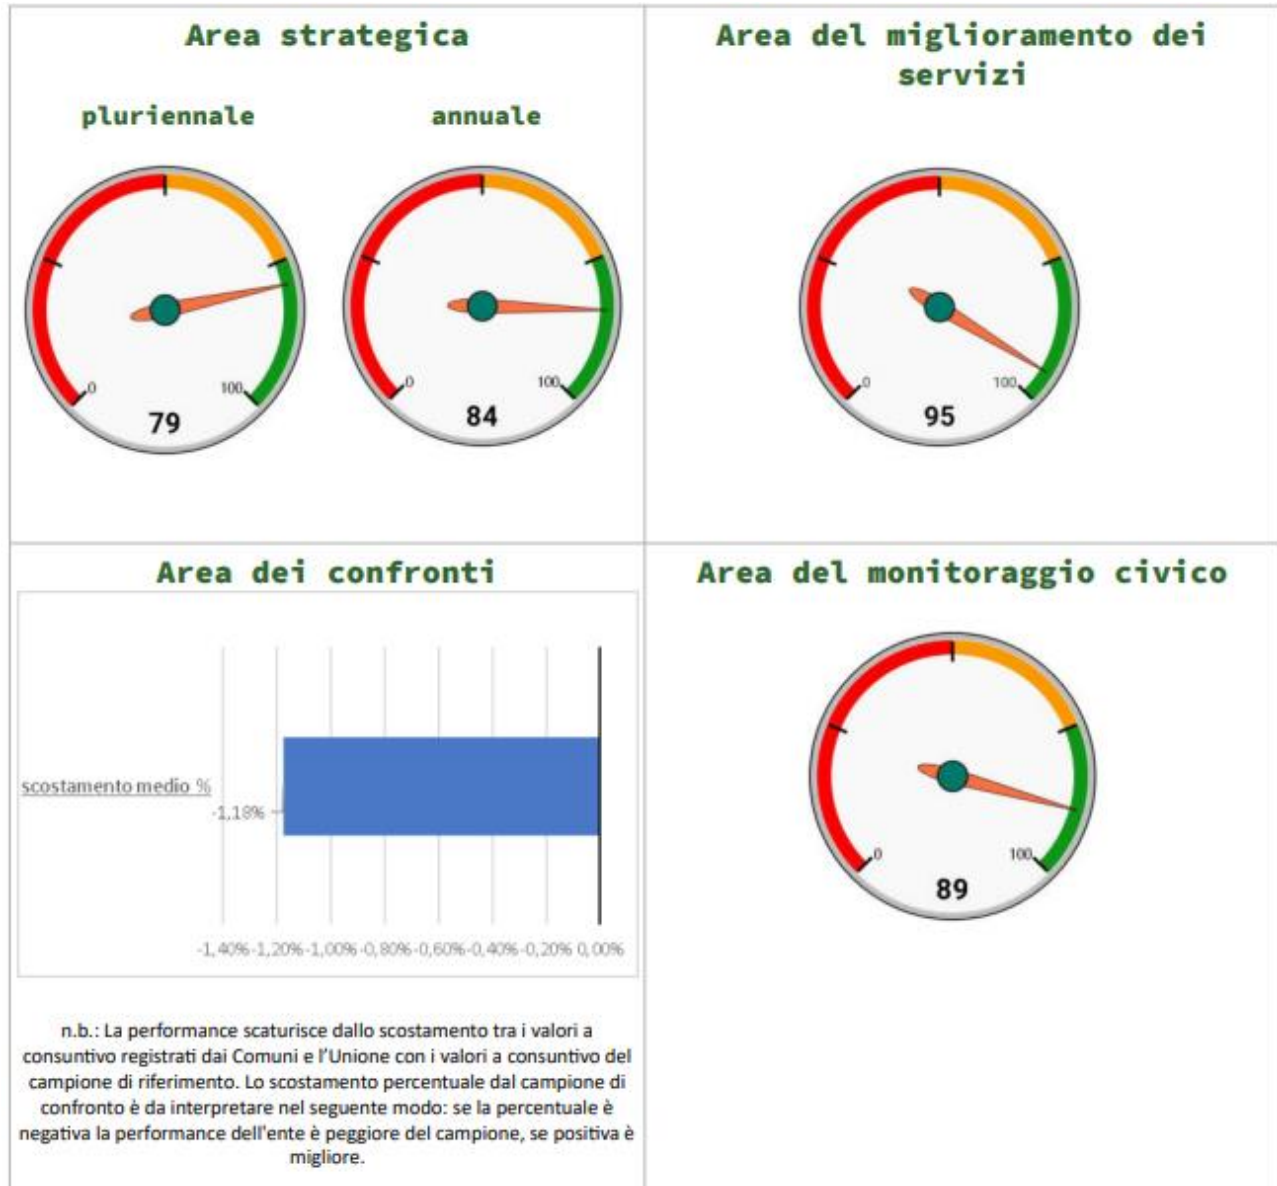 Area strategica
pluriennale
annuale
0
100
79
0
100
84
Area del miglioramento dei
servizi
0
100
95
Area dei confronti
scostamento medio %
-1,18%
-1,40% -1,20% -1,00% -0,80% -0,60% -0,40% -0,20% 0,00%
n.b.: La performance scaturisce dallo scostamento tra i valori a
consuntivo registrati dai Comuni e l'Unione con i valori a consuntivo del
campione di riferimento. Lo scostamento percentuale dal campione di
confronto è da interpretare nel seguente modo: se la percentuale è
negativa la performance dell'ente è peggiore del campione, se positiva è
migliore.
Area del monitoraggio civico
0
100
89